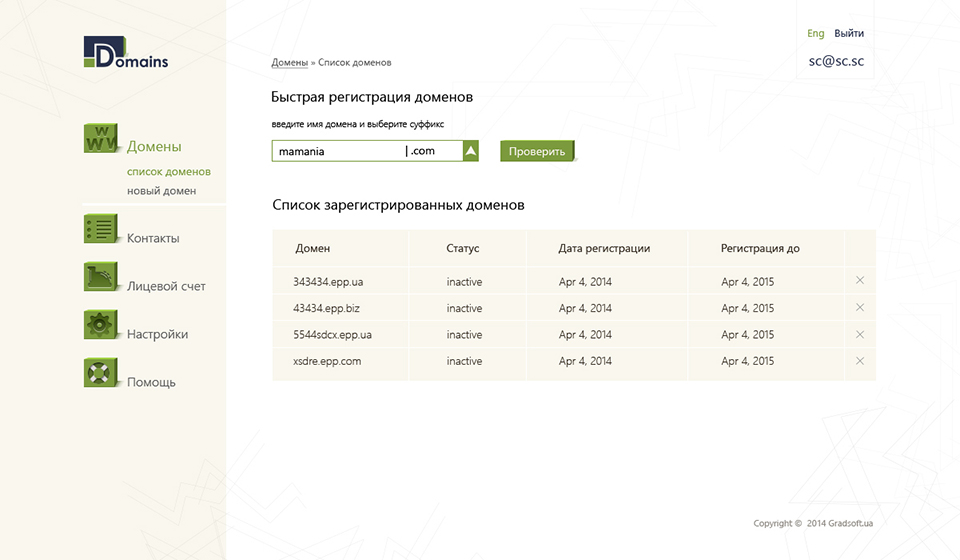 Domains
Eng Выйти
sc@sc.sc
Домены » Список доменов
Быстрая регистрация доменов
введите имя домена и выберите суффикс
mamania | .com
Проверить
WWW
Домены
список доменов
новый домен
Контакты
Лицевой счет
Настройки
Помощь
Список зарегистрированных доменов
Домен Статус Дата регистрации Регистрация до
343434.epp.ua inactive Apr 4, 2014 Apr 4, 2015
43434.epp.biz inactive Apr 4, 2014 Apr 4, 2015
5544sdcx.epp.ua inactive Apr 4, 2014 Apr 4, 2015
xsdre.epp.com inactive Apr 4, 2014 Apr 4, 2015
Copyright © 2014 Gradsoft.ua